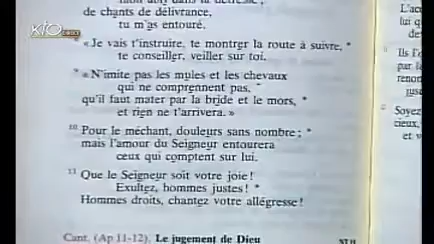 KTO
DIRECT
de chants de délivrance,
tu m'as entouré.
« Je vais t'instruire, te montrer la route à suivre, *
te conseiller, veiller sur toi.
« N'imite pas les mules et les chevaux
qui ne comprennent pas, *
qu'il faut mater par la bride et le mors, *
et rien ne t'arrivera. »
10 Pour le méchant, douleurs sans nombre ; *
mais l'amour du Seigneur entourera
ceux qui comptent sur lui.
11 Que le Seigneur soit votre joie !
Exultez, hommes justes ! *
Hommes droits, chantez votre allégresse !
Cant. (Ap 11-12). Le jugement de Dieu
L'ac
lui q
de d
Ils l'
par la
renon
Soyez
cieux,
et v